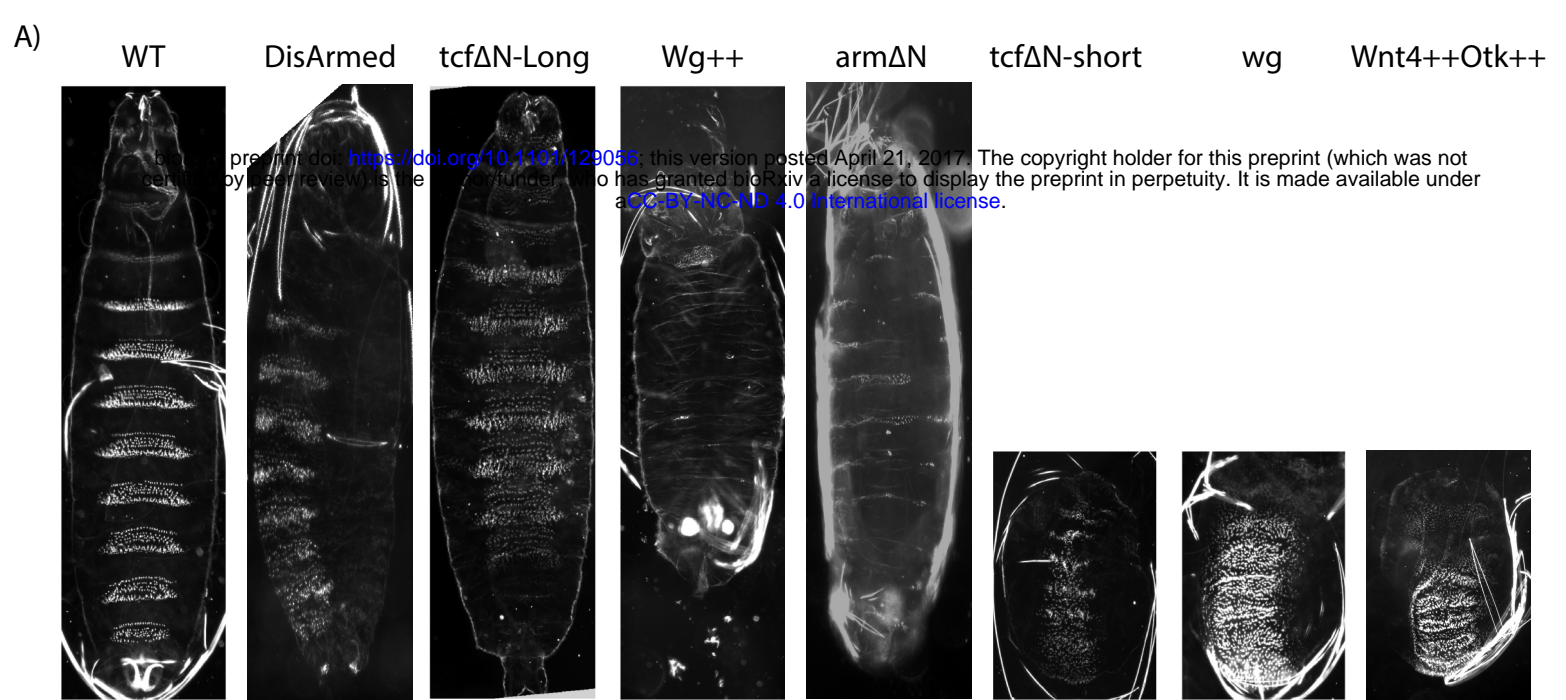 A)
WT DisArmed tcfΔN-Long Wg++ armΔN tcfΔN-short wg Wnt4++Otk++
preprint doi: https://doi.org/10.1101/129056; this version posted April 21, 2017. The copyright holder for this preprint (which was not
by peer review) is the who has granted bioRxiv a license to display the preprint in perpetuity. It is made available under
aCC-BY-NC-ND 4.0 International license.